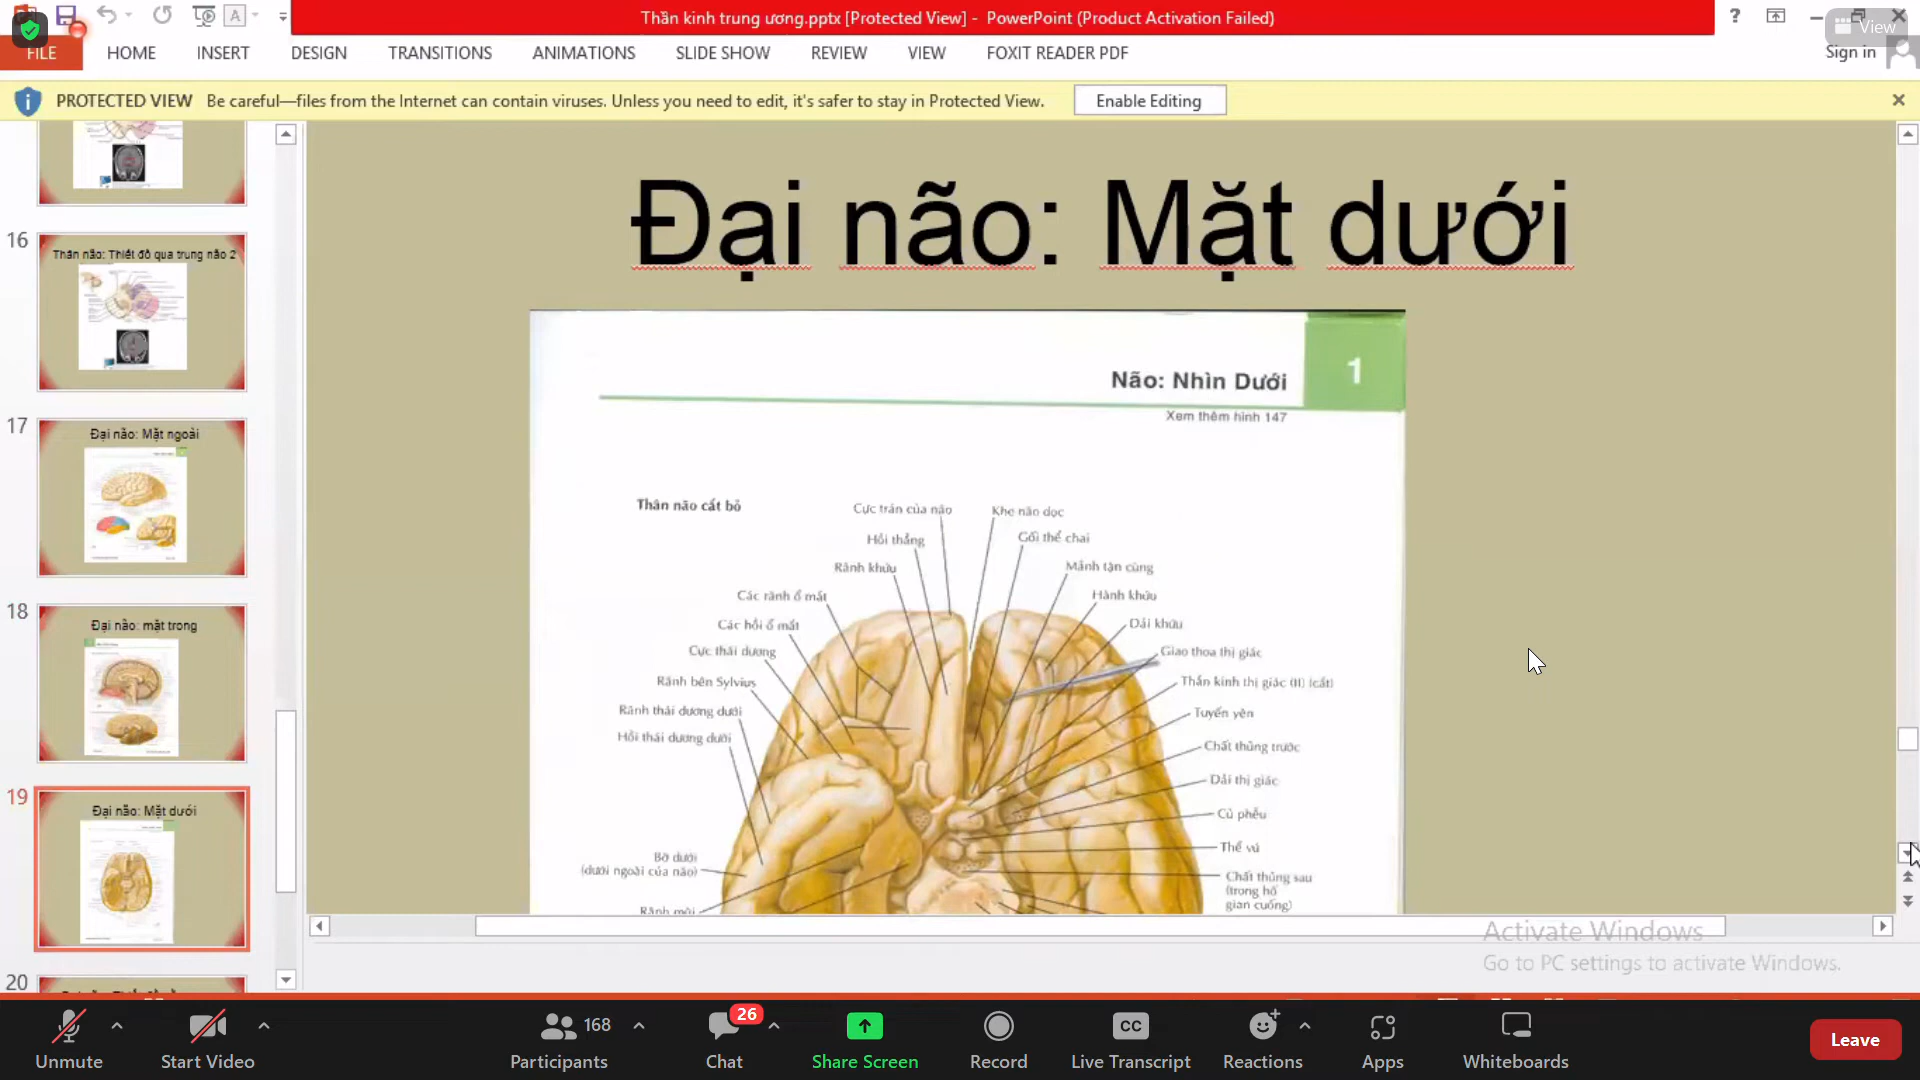 Thần kinh trung ương.pptx [Protected View] - PowerPoint (Product Activation Failed)
View
FILE
HOME
INSERT
DESIGN
TRANSITIONS
ANIMATIONS
SLIDE SHOW
REVIEW
VIEW
FOXIT READER PDF
Sign in
PROTECTED VIEW Be careful—files from the Internet can contain viruses. Unless you need to edit, it's safer to stay in Protected View.
Enable Editing
16
Thân não: Thiết đồ qua trung não 2
17
Đại não: Mặt ngoài
18
Đại não: mặt trong
19
Đại não: Mặt dưới
20
Đại não: Mặt dưới
Não: Nhìn Dưới
1
Xem thêm hình 147
Thân não cắt bỏ
Cực trán của não
Khe não dọc
Hồi thẳng
Gối thể chai
Rãnh khứu
Mảnh tận cùng
Các rãnh ổ mắt
Hành khứu
Các hồi ổ mắt
Dải khứu
Cực thái dương
Giao thoa thị giác
Rãnh bên Sylvius
Thần kinh thị giác (II) (cắt)
Rãnh thái dương dưới
Tuyến yên
Hồi thái dương dưới
Chất thủng trước
Dải thị giác
Củ phễu
Thể vú
Bờ dưới
(dưới ngoài của não)
Chất thủng sau
(trong hố
gian cuống)
Rãnh mũi
Activate Windows
Go to PC settings to activate Windows.
Unmute
Start Video
168
Participants
26
Chat
Share Screen
Record
CC
Live Transcript
Reactions
Apps
Whiteboards
Leave